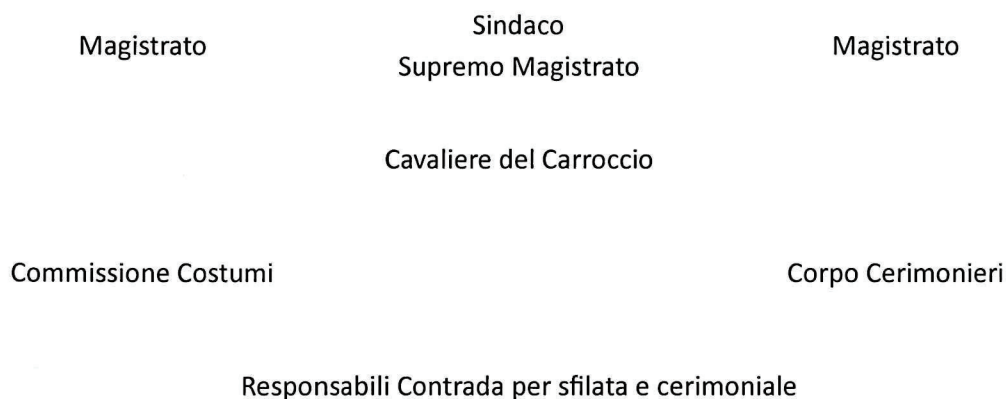 Magistrato
Sindaco
Supremo Magistrato
Magistrato
Cavaliere del Carroccio
Commissione Costumi
Corpo Cerimonieri
Responsabili Contrada per sfilata e cerimoniale